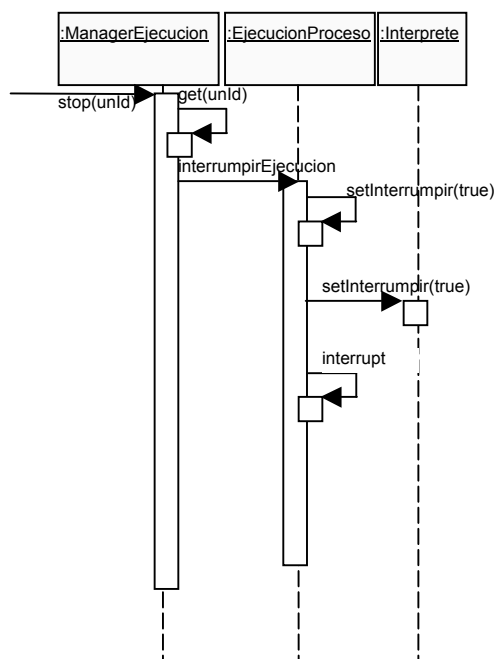 :ManagerEjecucion
:EjecucionProceso
:Interprete
stop(unId)
get(unId)
interrumpirEjecucion
setInterrumpir(true)
setInterrumpir(true)
interrupt